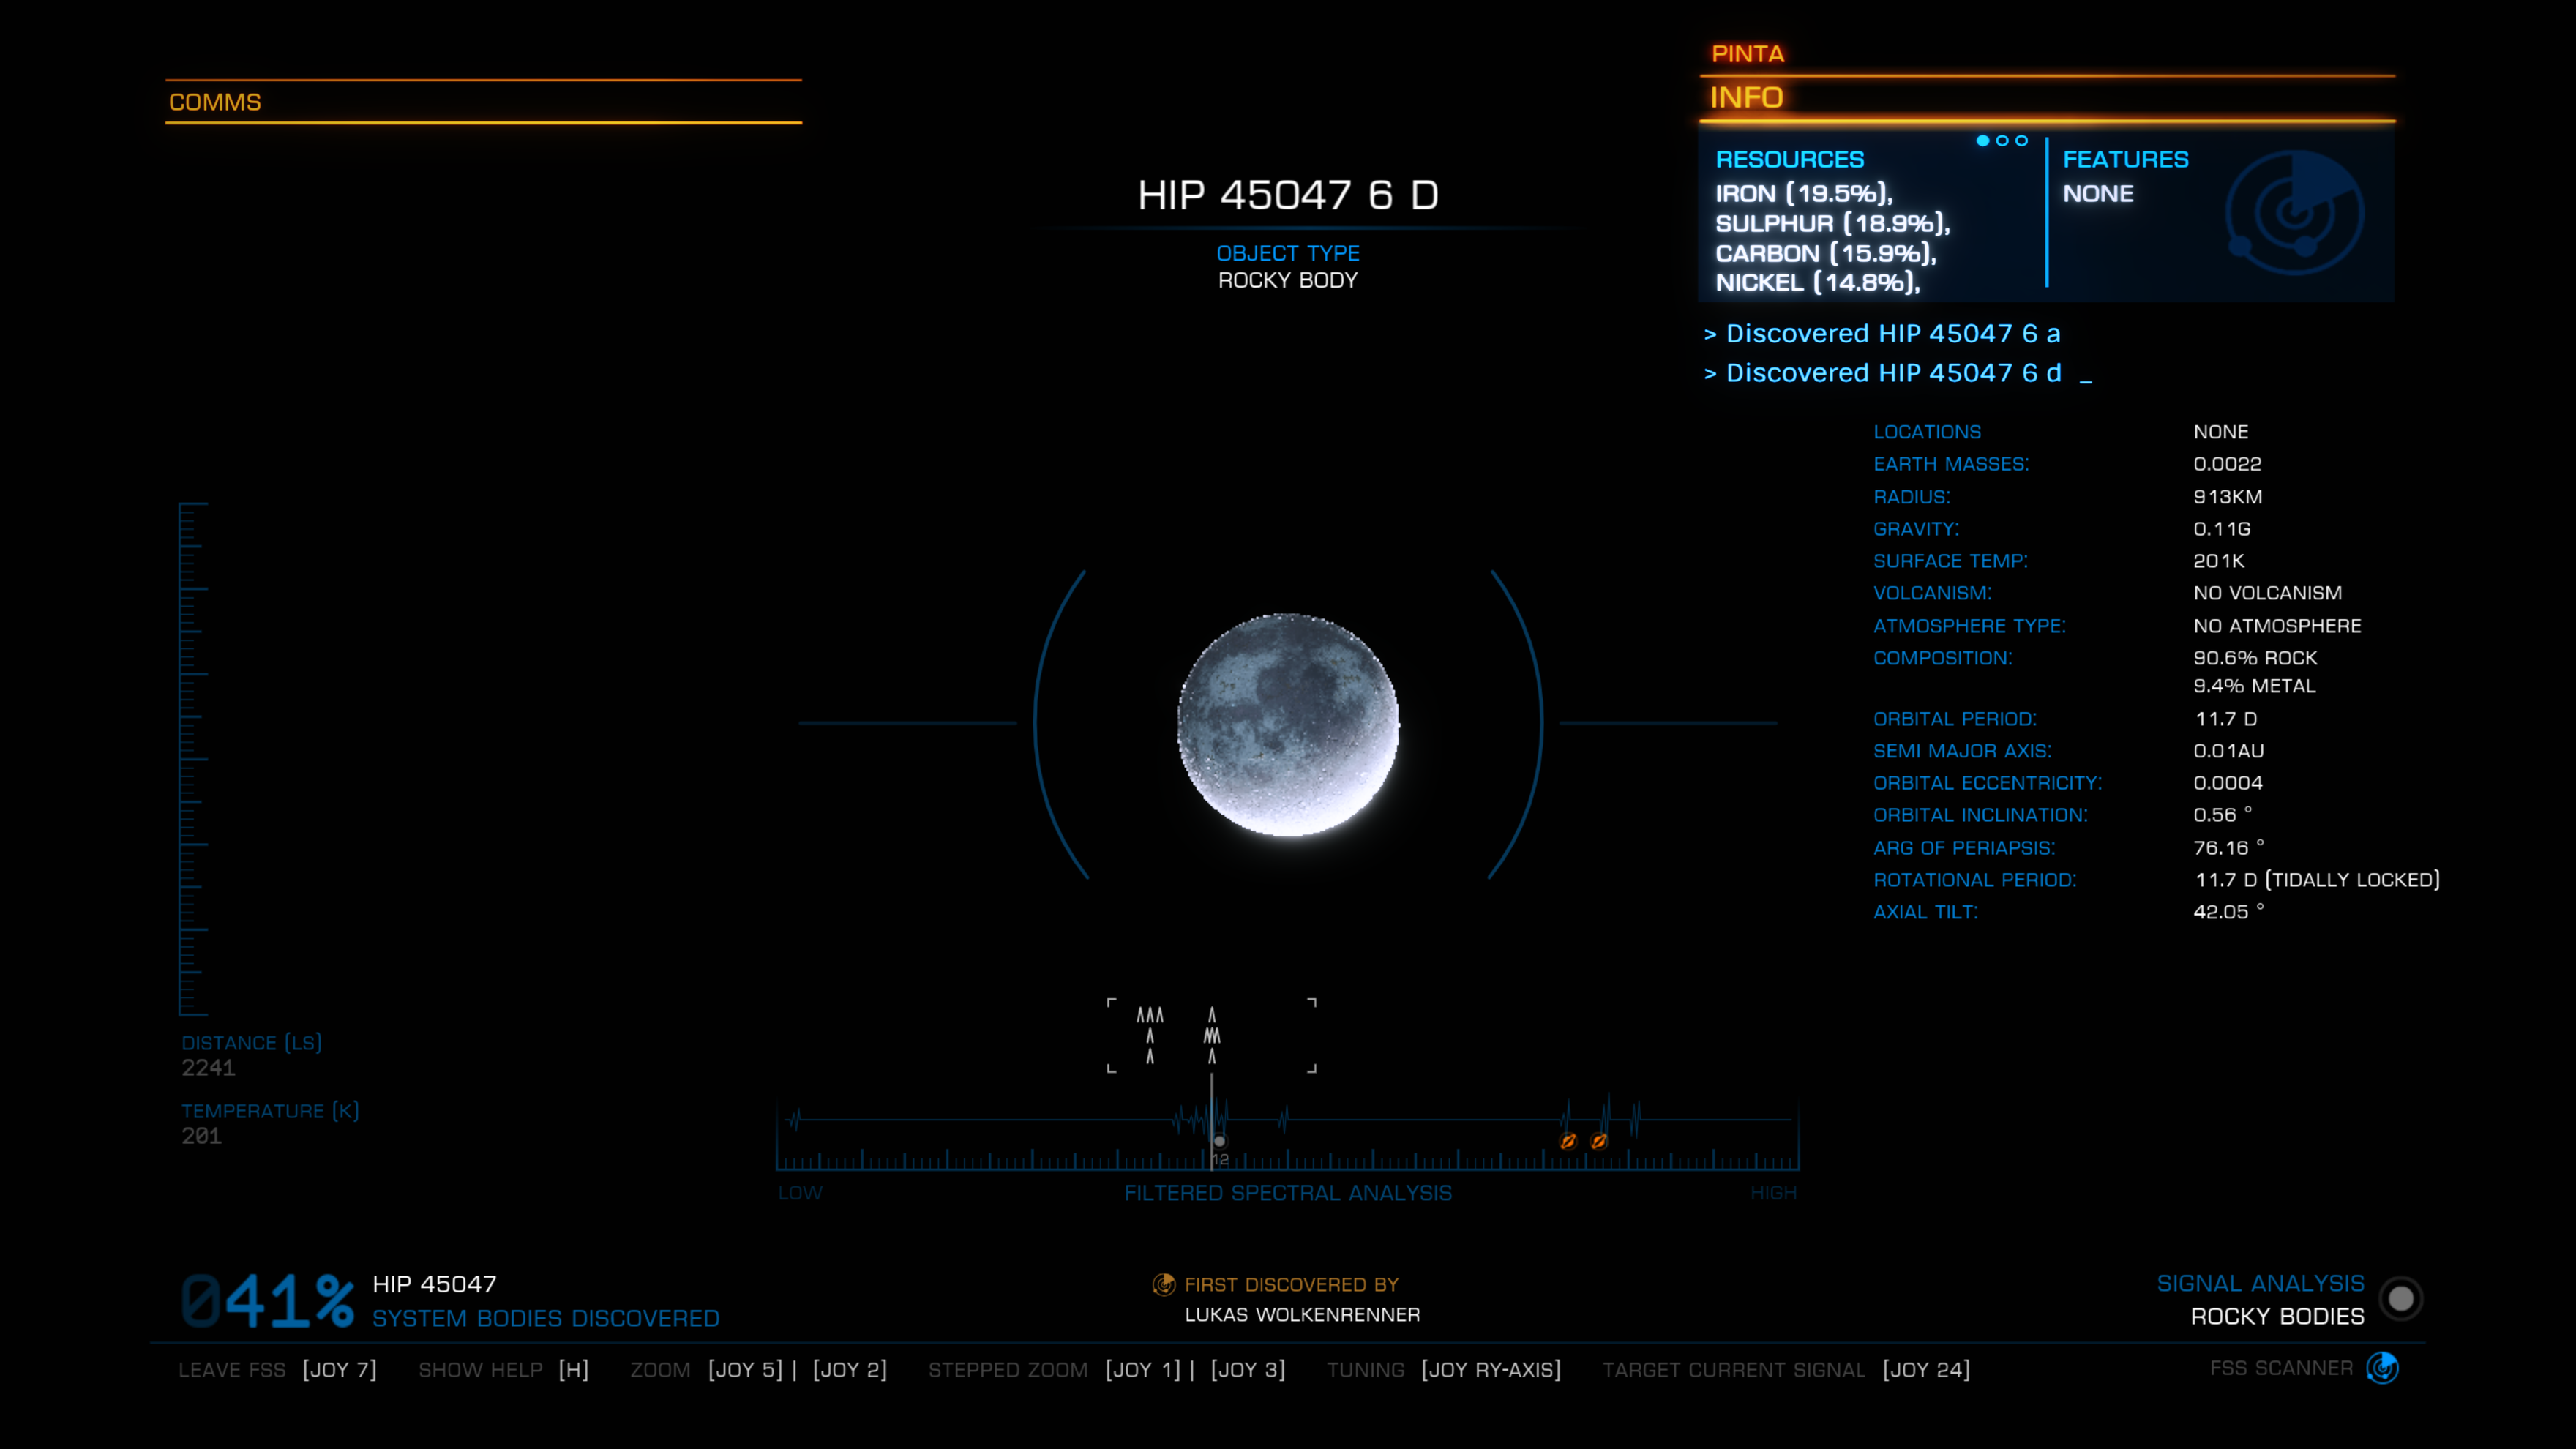 PINTA
COMMS
INFO
RESOURCES
IRON (19.5%),
SULPHUR (18.9%),
CARBON (15.9%),
NICKEL (14.8%),
FEATURES
NONE
HIP 45047 6 D
OBJECT TYPE
ROCKY BODY
> Discovered HIP 45047 6 a
> Discovered HIP 45047 6 d _
LOCATIONS NONE
EARTH MASSES: 0.0022
RADIUS: 913KM
GRAVITY: 0.11G
SURFACE TEMP: 201K
VOLCANISM: NO VOLCANISM
ATMOSPHERE TYPE: NO ATMOSPHERE
COMPOSITION: 90.6% ROCK
9.4% METAL
ORBITAL PERIOD: 11.7 D
SEMI MAJOR AXIS: 0.01AU
ORBITAL ECCENTRICITY: 0.0004
ORBITAL INCLINATION: 0.56 °
ARG OF PERIAPSIS: 76.16 °
ROTATIONAL PERIOD: 11.7 D (TIDALLY LOCKED)
AXIAL TILT: 42.05 °
DISTANCE (LS)
2241
TEMPERATURE (K)
201
12
LOW FILTERED SPECTRAL ANALYSIS HIGH
041% HIP 45047
SYSTEM BODIES DISCOVERED
FIRST DISCOVERED BY
LUKAS WOLKENRENNER
SIGNAL ANALYSIS
ROCKY BODIES
LEAVE FSS [JOY 7] SHOW HELP [H] ZOOM [JOY 5] | [JOY 2] STEPPED ZOOM [JOY 1] | [JOY 3] TUNING [JOY RY-AXIS] TARGET CURRENT SIGNAL [JOY 24] FSS SCANNER